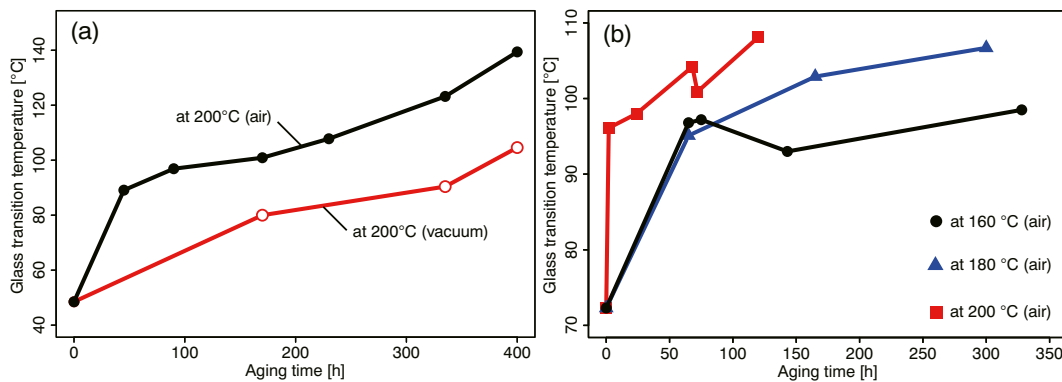 (a)
Glass transition temperature [°C]
140
120
100
80
60
40
at 200°C (air)
at 200°C (vacuum)
0
100
200
300
400
Aging time [h]
(b)
Glass transition temperature [°C]
100
90
80
70
at 160 °C (air)
at 180 °C (air)
at 200 °C (air)
0
50
100
150
200
250
300
350
Aging time [h]